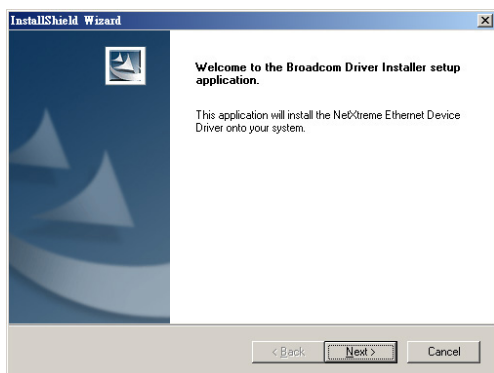 InstallShield Wizard
Welcome to the Broadcom Driver Installer setup
application.
This application will install the NetXtreme Ethernet Device
Driver onto your system.
< Back
Next >
Cancel